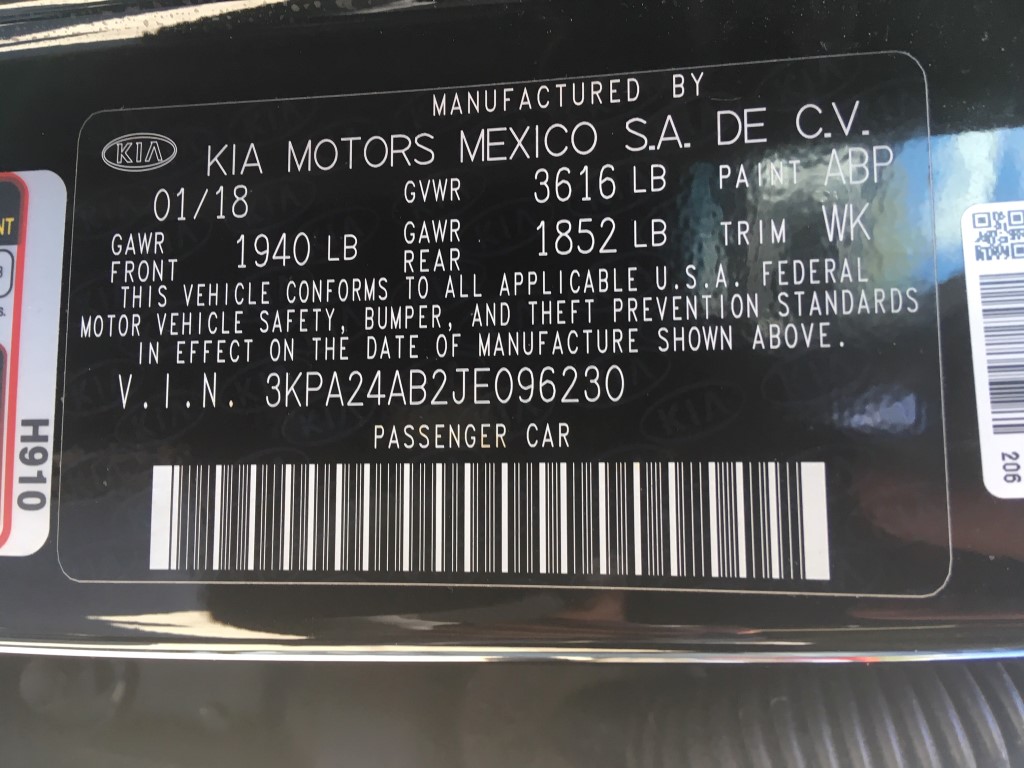 MANUFACTURED BY
KIA KIA MOTORS MEXICO S.A. DE C.V.
01/18 GVWR 3616 LB PAINT ABP
GAWR FRONT 1940 LB GAWR REAR 1852 LB TRIM WK
THIS VEHICLE CONFORMS TO ALL APPLICABLE U.S.A. FEDERAL
MOTOR VEHICLE SAFETY, BUMPER, AND THEFT PREVENTION STANDARDS
IN EFFECT ON THE DATE OF MANUFACTURE SHOWN ABOVE.
V.I.N. 3KPA24AB2JE096230
PASSENGER CAR
H910
206